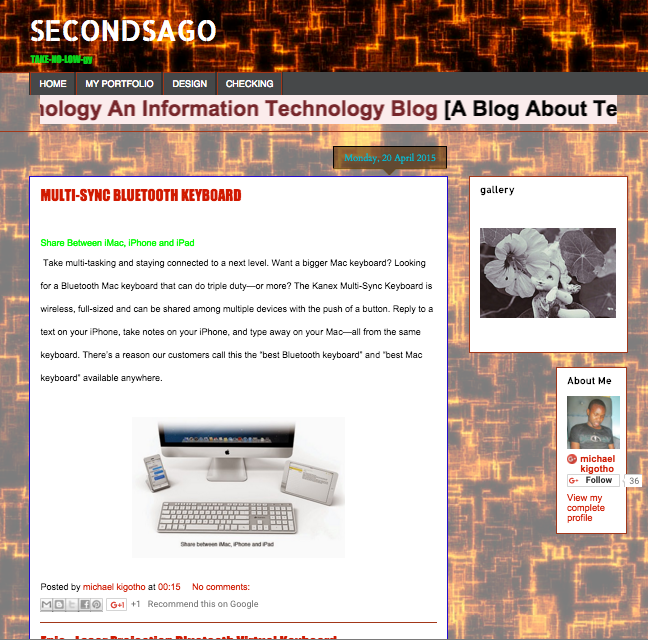 SECONDSAGO
TAKE-NO-LOW-gy
HOME MY PORTFOLIO DESIGN CHECKING
nology An Information Technology Blog [A Blog About Te
Monday, 20 April 2015
MULTI-SYNC BLUETOOTH KEYBOARD
Share Between iMac, iPhone and iPad
Take multi-tasking and staying connected to a next level. Want a bigger Mac keyboard? Looking
for a Bluetooth Mac keyboard that can do triple duty—or more? The Kanex Multi-Sync Keyboard is
wireless, full-sized and can be shared among multiple devices with the push of a button. Reply to a
text on your iPhone, take notes on your iPhone, and type away on your Mac—all from the same
keyboard. There's a reason our customers call this the "best Bluetooth keyboard" and "best Mac
keyboard" available anywhere.
Share between iMac, iPhone and iPad
Posted by michael kigotho at 00:15 No comments:
G+1 +1 Recommend this on Google
Epic - Laser Projection Bluetooth Virtual Keyboard
gallery
About Me
michael
kigotho
G+ Follow 36
View my
complete
profile